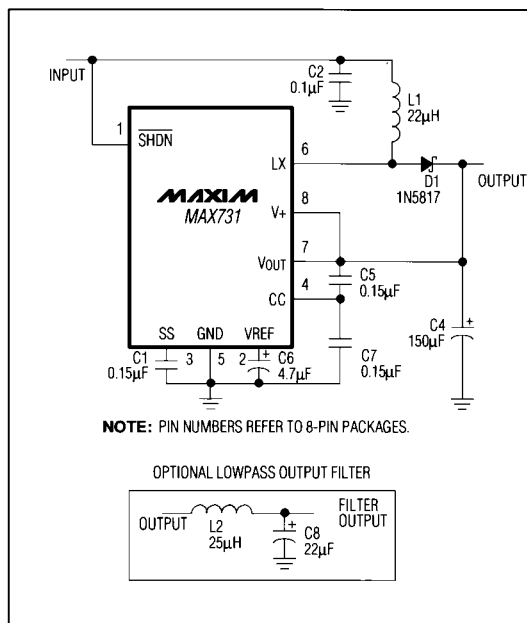 INPUT
C2
0.1µF
L1
22µH
1
SHDN
6
LX
D1
1N5817
OUTPUT
MAXIM
MAX731
8
V+
7
VOUT
C5
0.15µF
4
CC
C4
150µF
+
C7
0.15µF
SS
GND
VREF
C1
0.15µF
3
5
2
+
C6
4.7µF
NOTE: PIN NUMBERS REFER TO 8-PIN PACKAGES.
OPTIONAL LOWPASS OUTPUT FILTER
OUTPUT
L2
25µH
+
C8
22µF
FILTER
OUTPUT